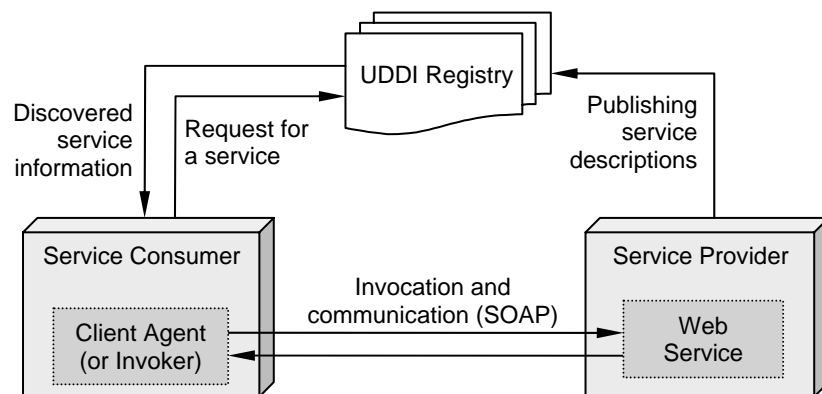 UDDI Registry
Discovered
service
information
Request for
a service
Publishing
service
descriptions
Service Consumer
Client Agent
(or Invoker)
Invocation and
communication (SOAP)
Service Provider
Web
Service